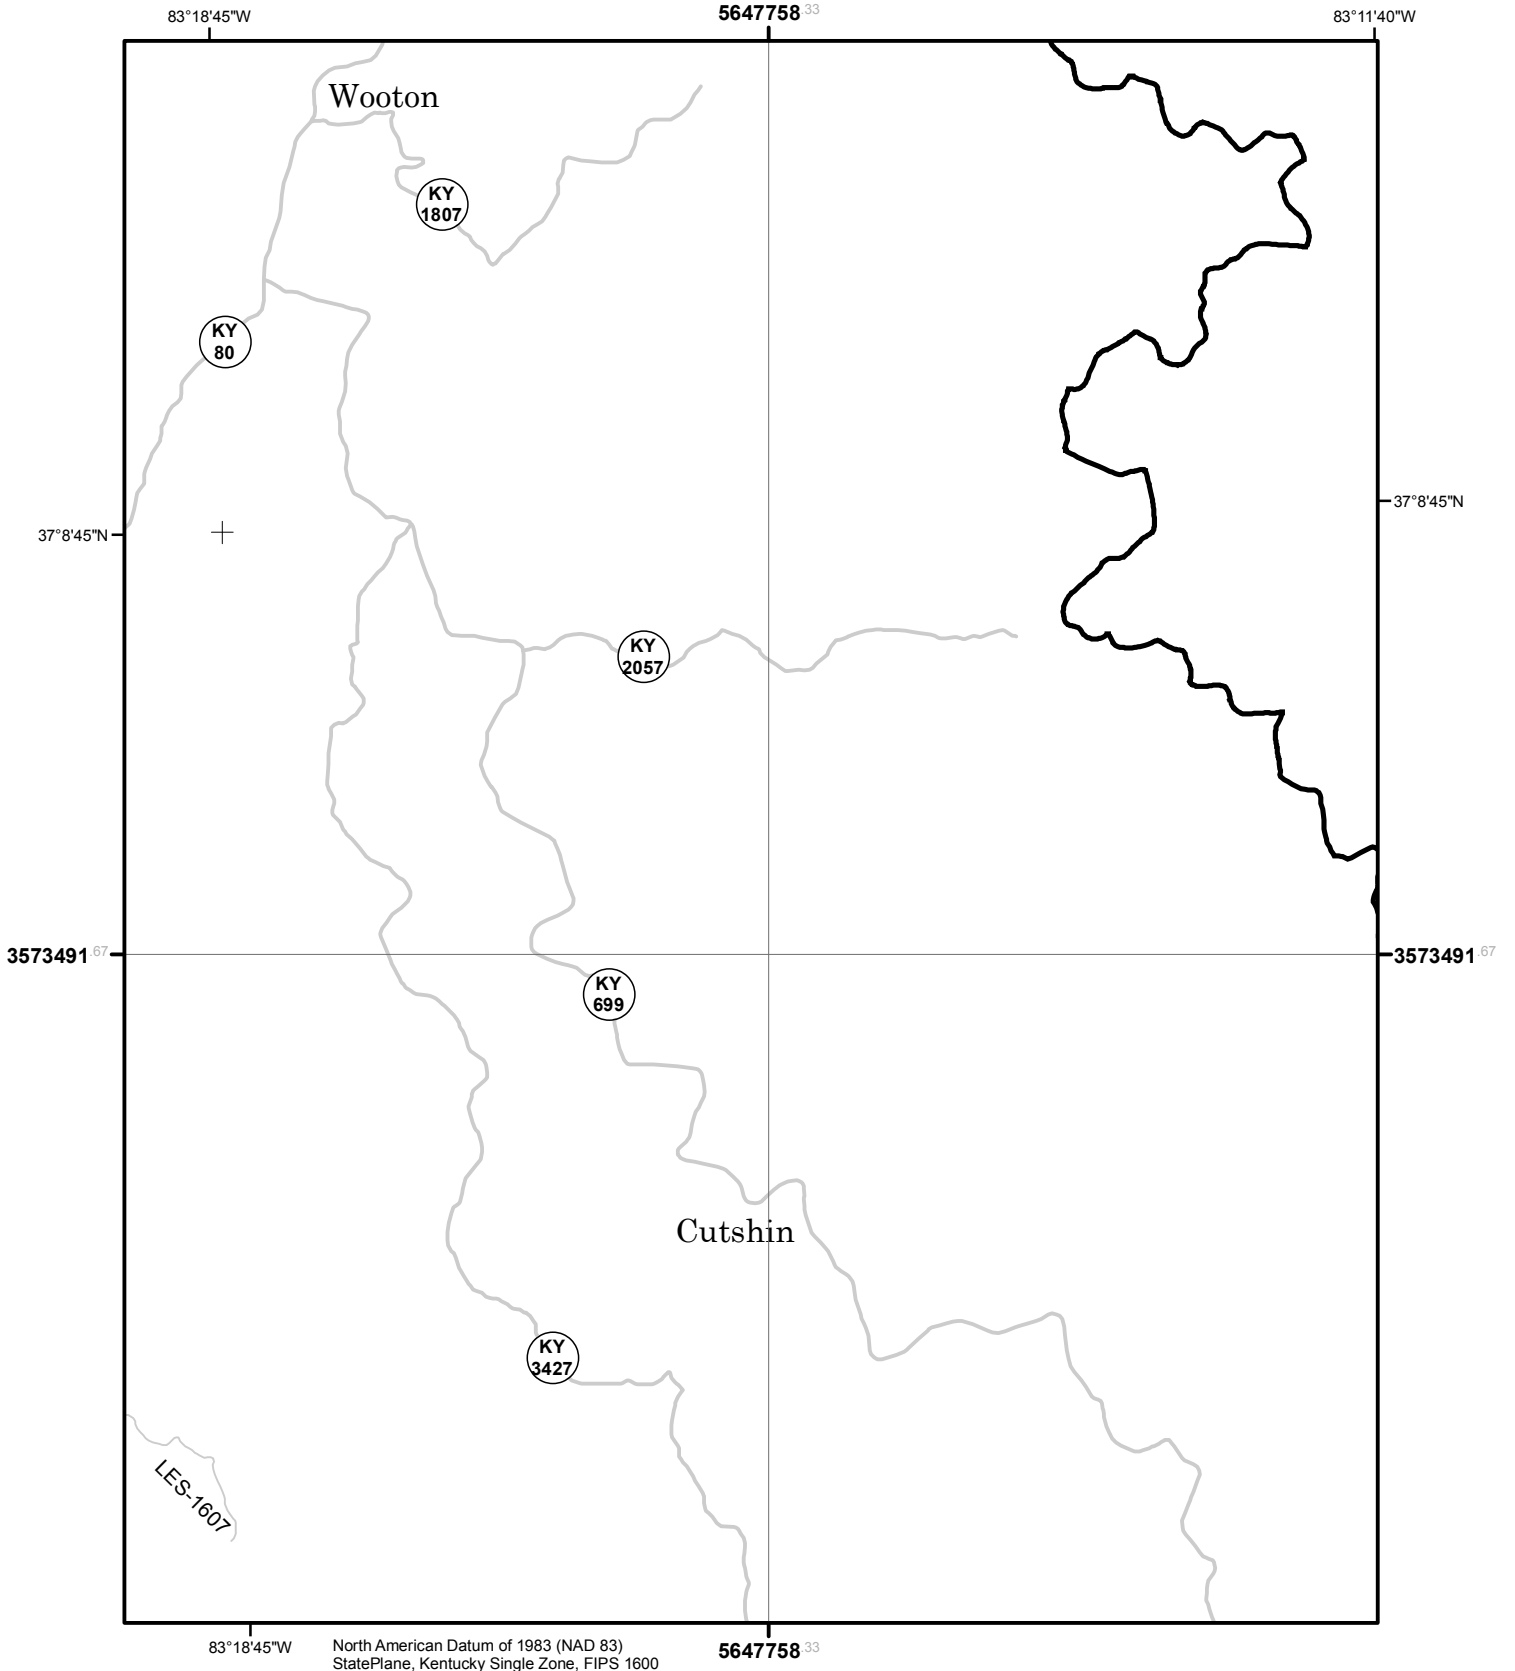 83°18'45"W
5647758.33
83°11'40"W
Wooton
KY
1807
KY
80
37°8'45"N
37°8'45"N
KY
2057
3573491.67
3573491.67
KY
699
Cutshin
KY
3427
LES-1607
83°18'45"W
North American Datum of 1983 (NAD 83)
StatePlane, Kentucky Single Zone, FIPS 1600
5647758.33